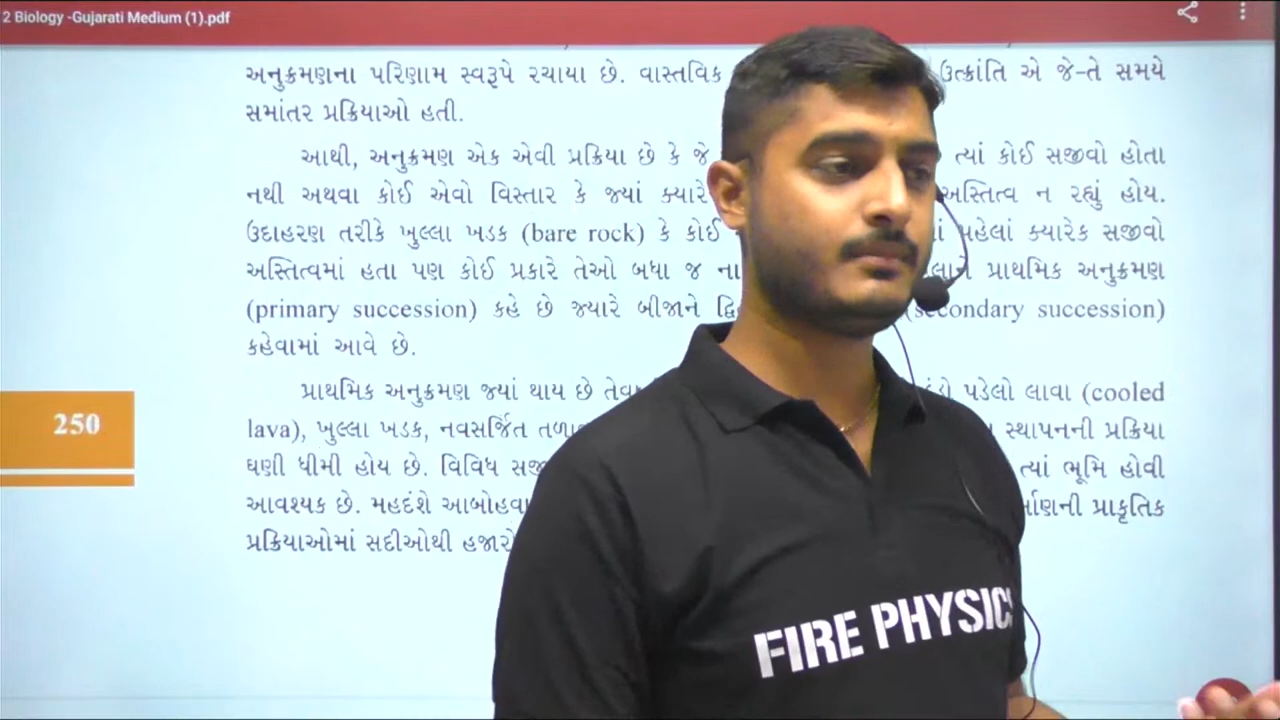 2 Biology -Gujarati Medium (1).pdf
અનુક્રમણના પરિણામ સ્વરૂપે રચાયા છે. વાસ્તવિક ઉત્ક્રાંતિ એ જે-તે સમયે
સમાંતર પ્રક્રિયાઓ હતી.
આથી, અનુક્રમણ એક એવી પ્રક્રિયા છે કે જે ત્યાં કોઈ સજીવો હોતા
નથી અથવા કોઈ એવો વિસ્તાર કે જ્યાં ક્યારે અસ્તિત્વ ન રહ્યું હોય.
ઉદાહરણ તરીકે ખુલ્લા ખડક (bare rock) કે કોઈ પહેલાં ક્યારેક સજીવો
અસ્તિત્વમાં હતા પણ કોઈ પ્રકારે તેઓ બધા જ ના પ્રાથમિક અનુક્રમણ
(primary succession) કહે છે જ્યારે બીજાને (secondary succession)
કહેવામાં આવે છે.
પ્રાથમિક અનુક્રમણ જ્યાં થાય છે પડેલો લાવા (cooled
lava), ખુલ્લા ખડક, નવસર્જિત સ્થાપનની પ્રક્રિયા
250
ઘણી ધીમી હોય છે. વિવિધ ત્યાં ભૂમિ હોવી
આવશ્યક છે. મહદંશે પ્રાકૃતિક
પ્રક્રિયાઓમાં સદીઓથી
FIRE PHYSICS